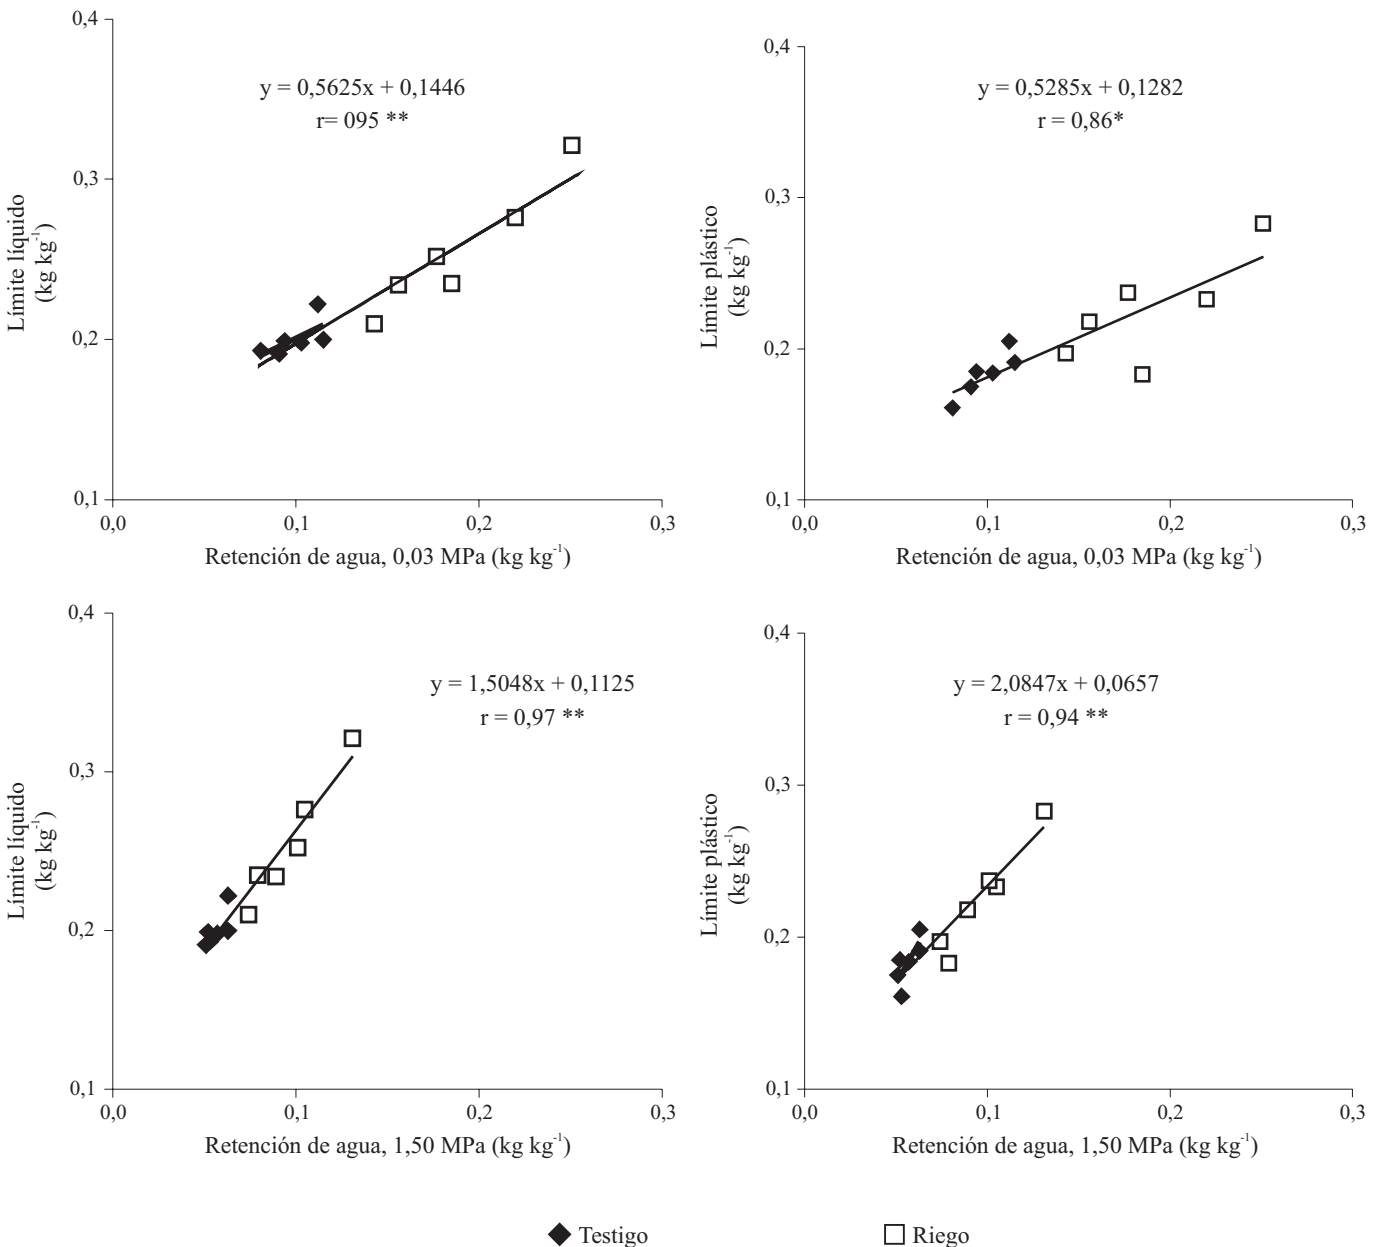 0,4
y = 0,5625x + 0,1446
r= 095 **
0,3
Límite líquido
(kg kg-1)
0,2
0,1
0,0 0,1 0,2 0,3
Retención de agua, 0,03 MPa (kg kg-1)
0,4
y = 0,5285x + 0,1282
r = 0,86*
0,3
Límite plástico
(kg kg-1)
0,2
0,1
0,0 0,1 0,2 0,3
Retención de agua, 0,03 MPa (kg kg-1)
0,4
y = 1,5048x + 0,1125
r = 0,97 **
0,3
Límite líquido
(kg kg-1)
0,2
0,1
0,0 0,1 0,2 0,3
Retención de agua, 1,50 MPa (kg kg-1)
0,4
y = 2,0847x + 0,0657
r = 0,94 **
0,3
Límite plástico
(kg kg-1)
0,2
0,1
0,0 0,1 0,2 0,3
Retención de agua, 1,50 MPa (kg kg-1)
Testigo
Riego